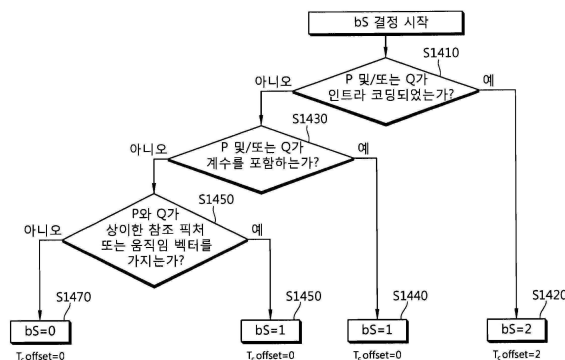 bS 결정 시작
S1410
P 및/또는 Q가
인트라 코딩되었는가?
아니오
예
S1430
P 및/또는 Q가
계수를 포함하는가?
아니오
예
S1450
P와 Q가
상이한 참조 픽처
또는 움직임 벡터를
가지는가?
아니오
예
S1470
bS=0
Tc offset=0
S1450
bS=1
Tc offset=0
S1440
bS=1
Tc offset=0
S1420
bS=2
Tc offset=2